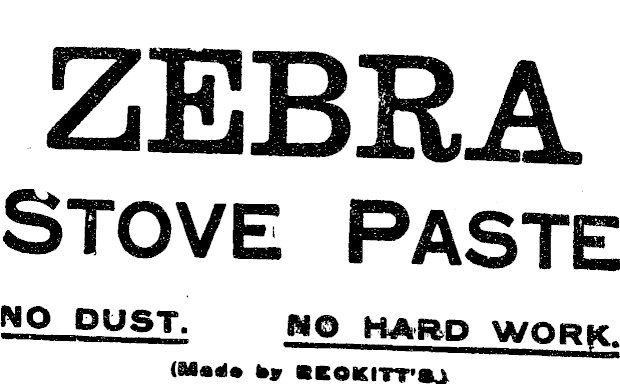 ZEBRA
STOVE PASTE
NO DUST. NO HARD WORK.
(Made by RECKITT'S.)